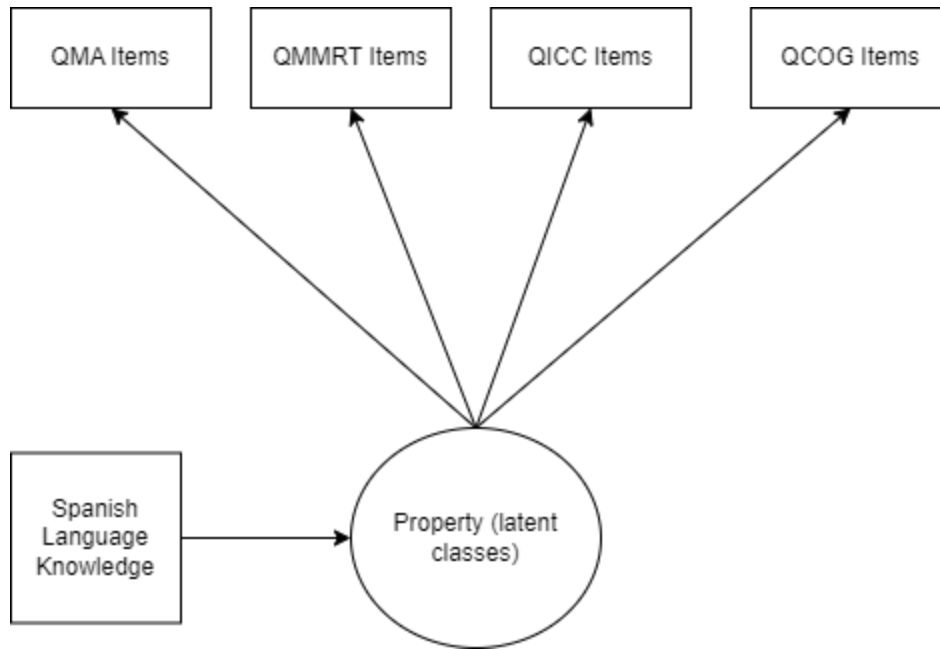 QMA Items
QMMRT Items
QICC Items
QCOG Items
Spanish
Language
Knowledge
Property (latent
classes)